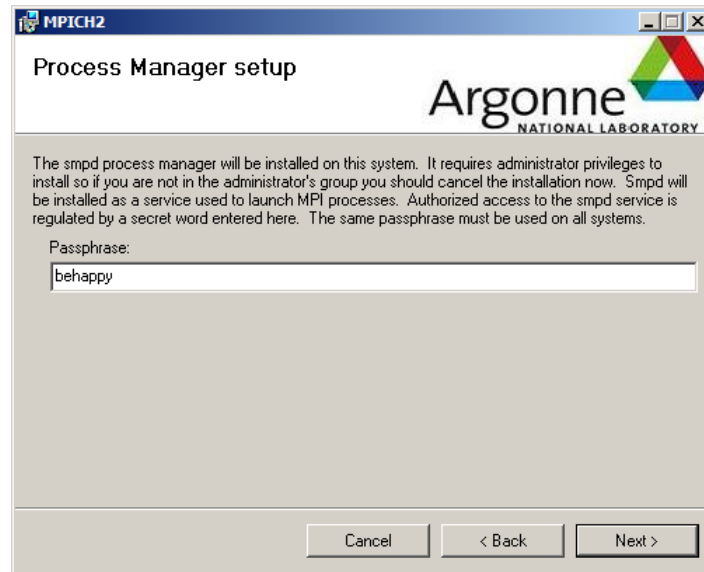 MPICH2
Process Manager setup
Argonne
NATIONAL LABORATORY
The smpd process manager will be installed on this system. It requires administrator privileges to
install so if you are not in the administrator's group you should cancel the installation now. Smpd will
be installed as a service used to launch MPI processes. Authorized access to the smpd service is
regulated by a secret word entered here. The same passphrase must be used on all systems.
Passphrase:
behappy
Cancel
< Back
Next >